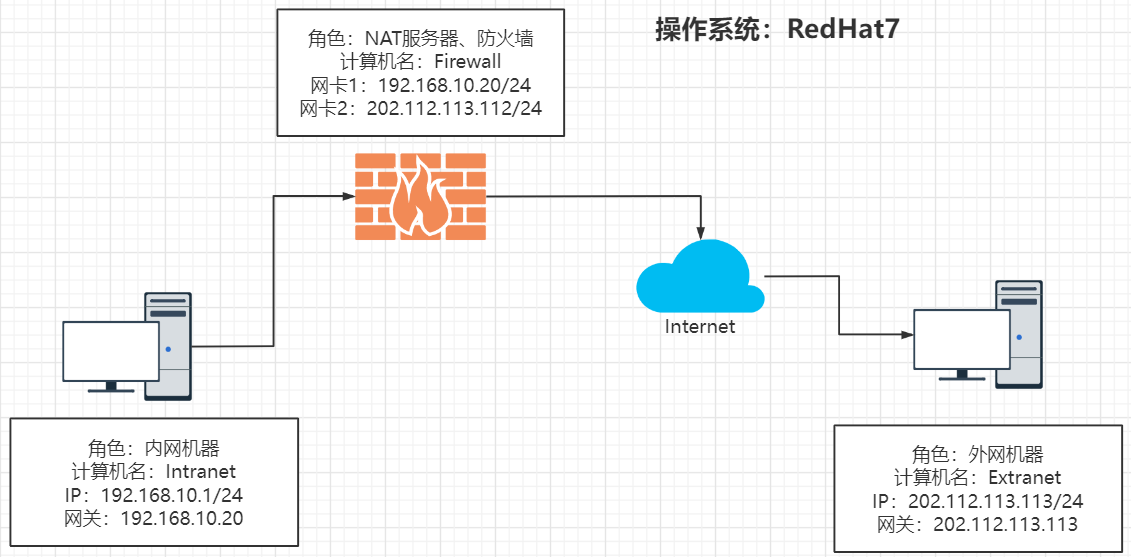 操作系统：RedHat7
角色：NAT服务器、防火墙
计算机名：Firewall
网卡1：192.168.10.20/24
网卡2：202.112.113.112/24
Internet
角色：内网机器
计算机名：Intranet
IP：192.168.10.1/24
网关：192.168.10.20
角色：外网机器
计算机名：Extranet
IP：202.112.113.113/24
网关：202.112.113.113